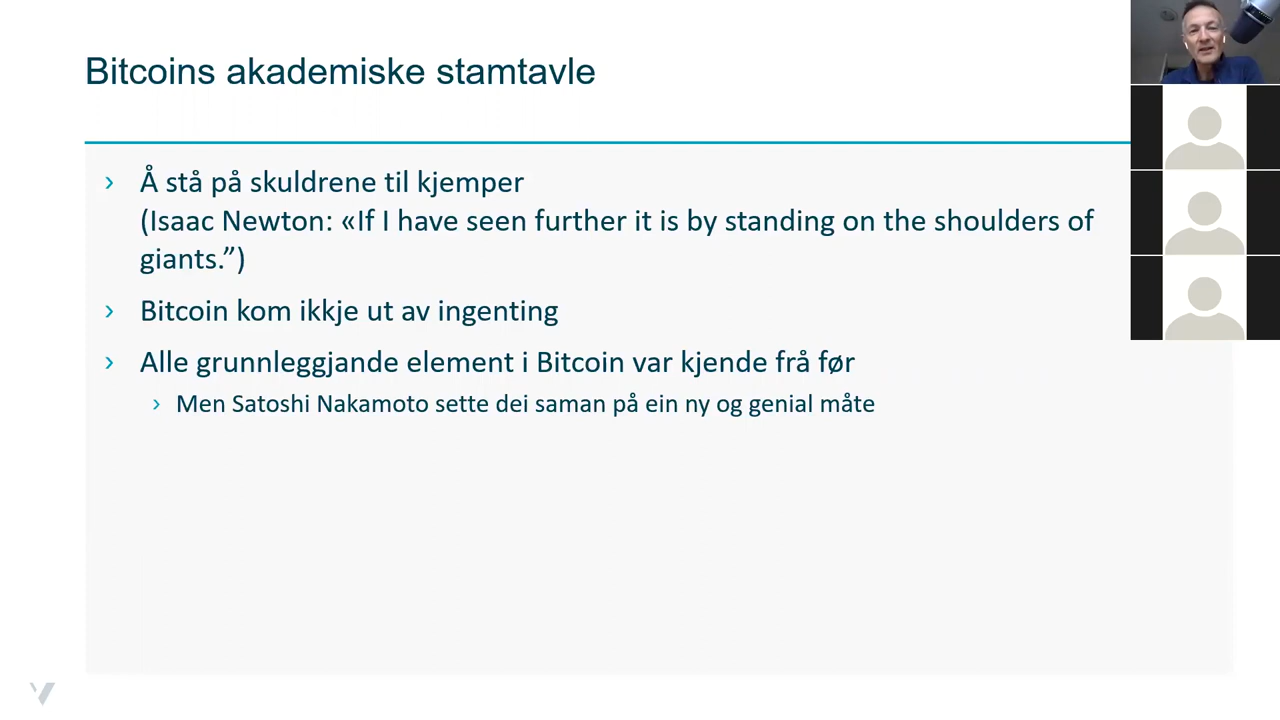 Bitcoins akademiske stamtavle
› Å stå på skuldrene til kjemper
(Isaac Newton: «If I have seen further it is by standing on the shoulders of
giants.”)
› Bitcoin kom ikkje ut av ingenting
› Alle grunnleggjande element i Bitcoin var kjende frå før
› Men Satoshi Nakamoto sette dei saman på ein ny og genial måte